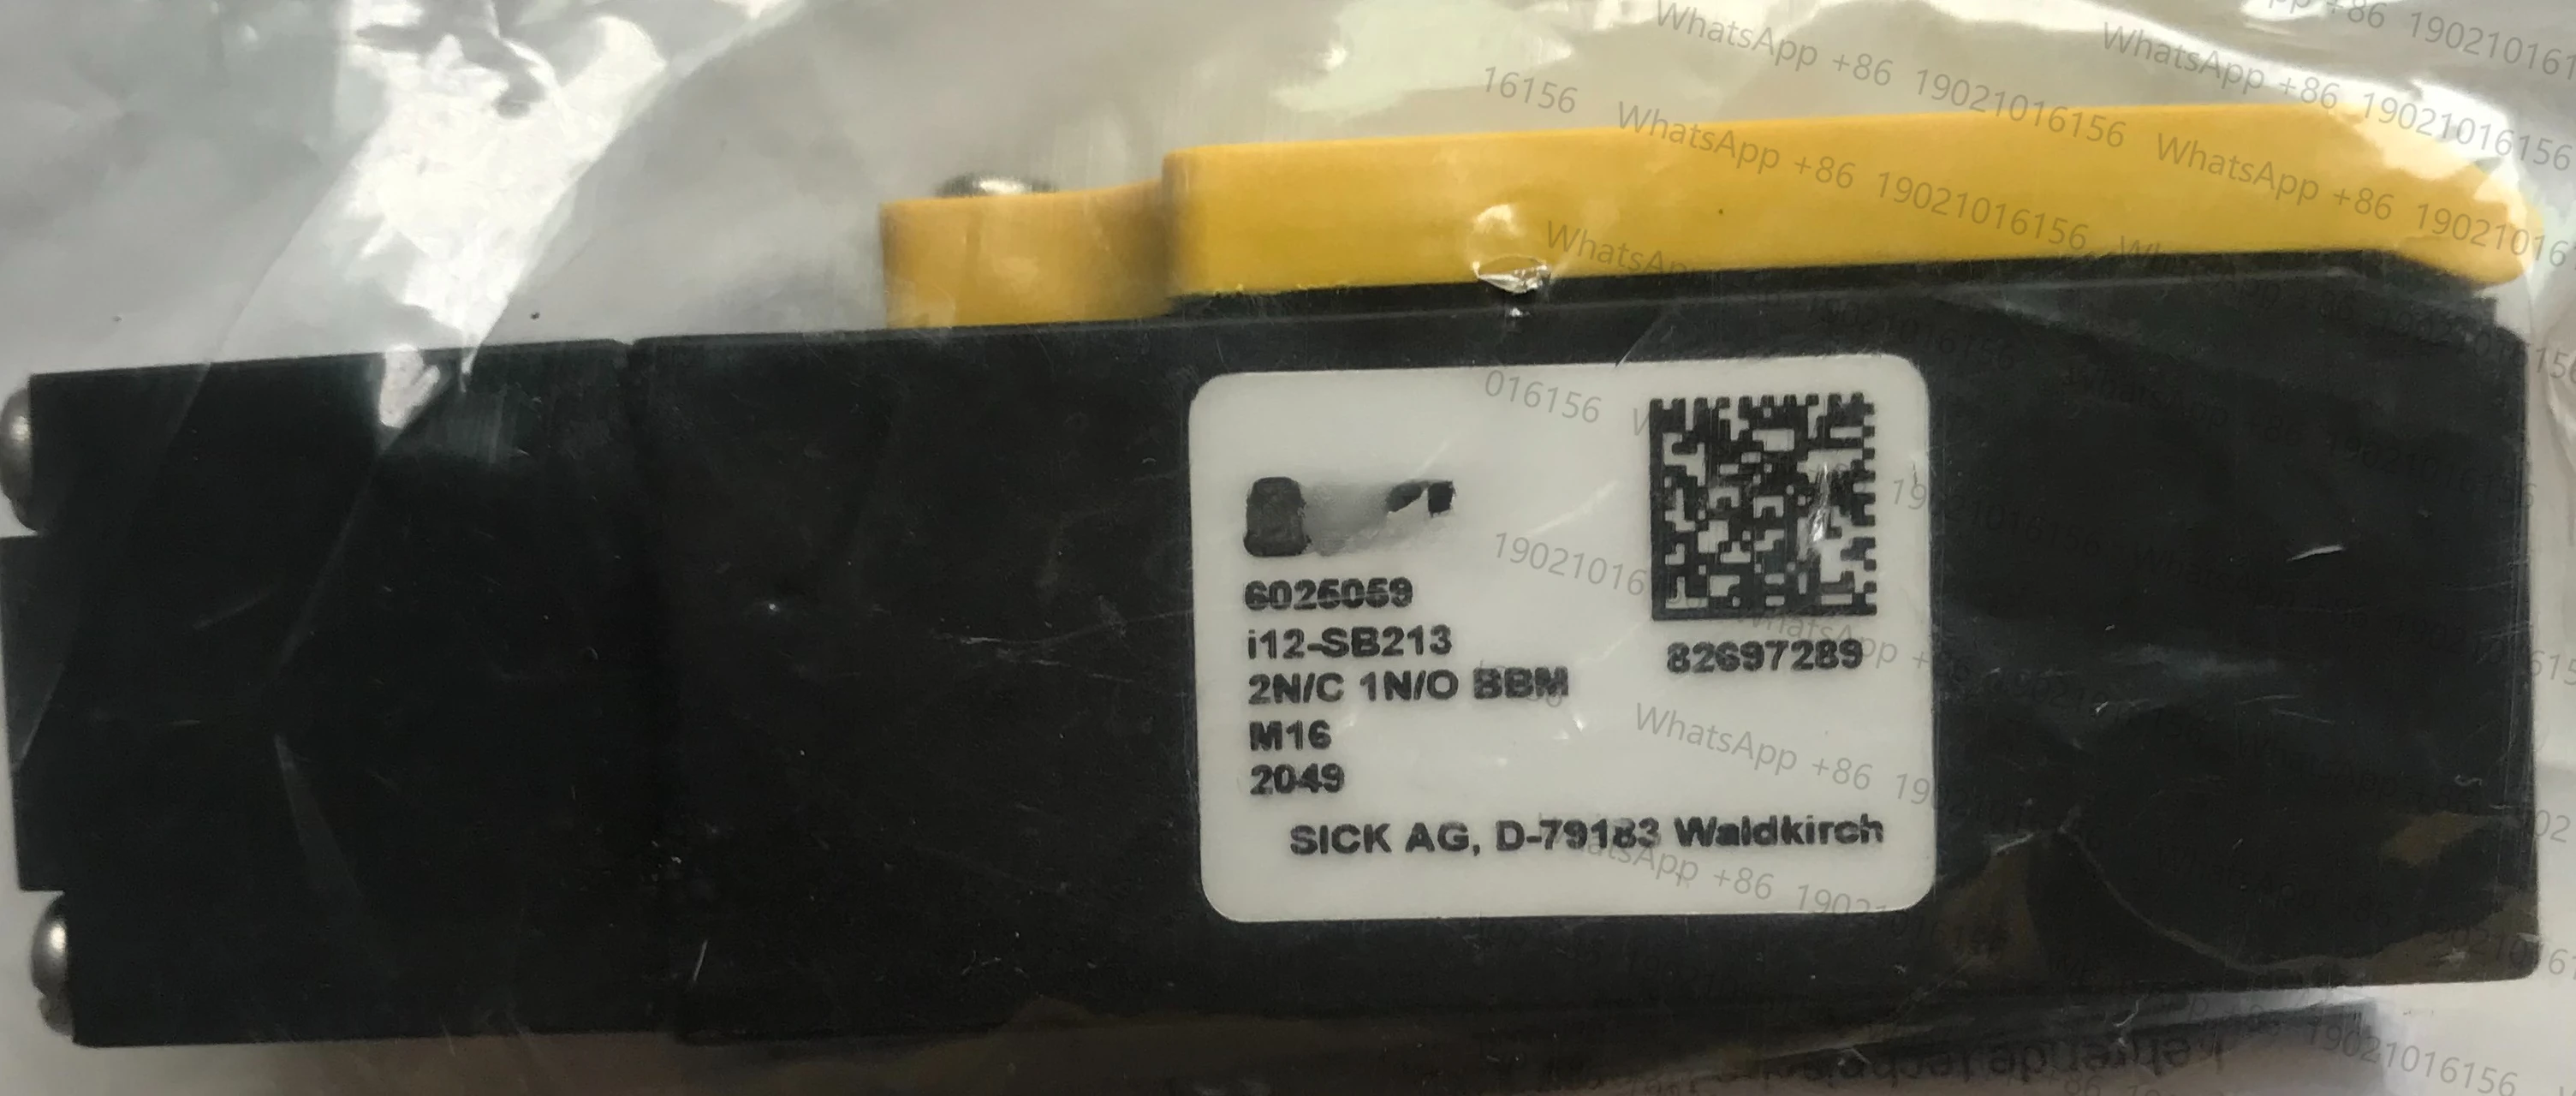 6025059
i12-SB213
2N/C 1N/O BBM
M16
2049
82697289
SICK AG, D-79183 Waldkirch
WhatsApp +86 19021016156